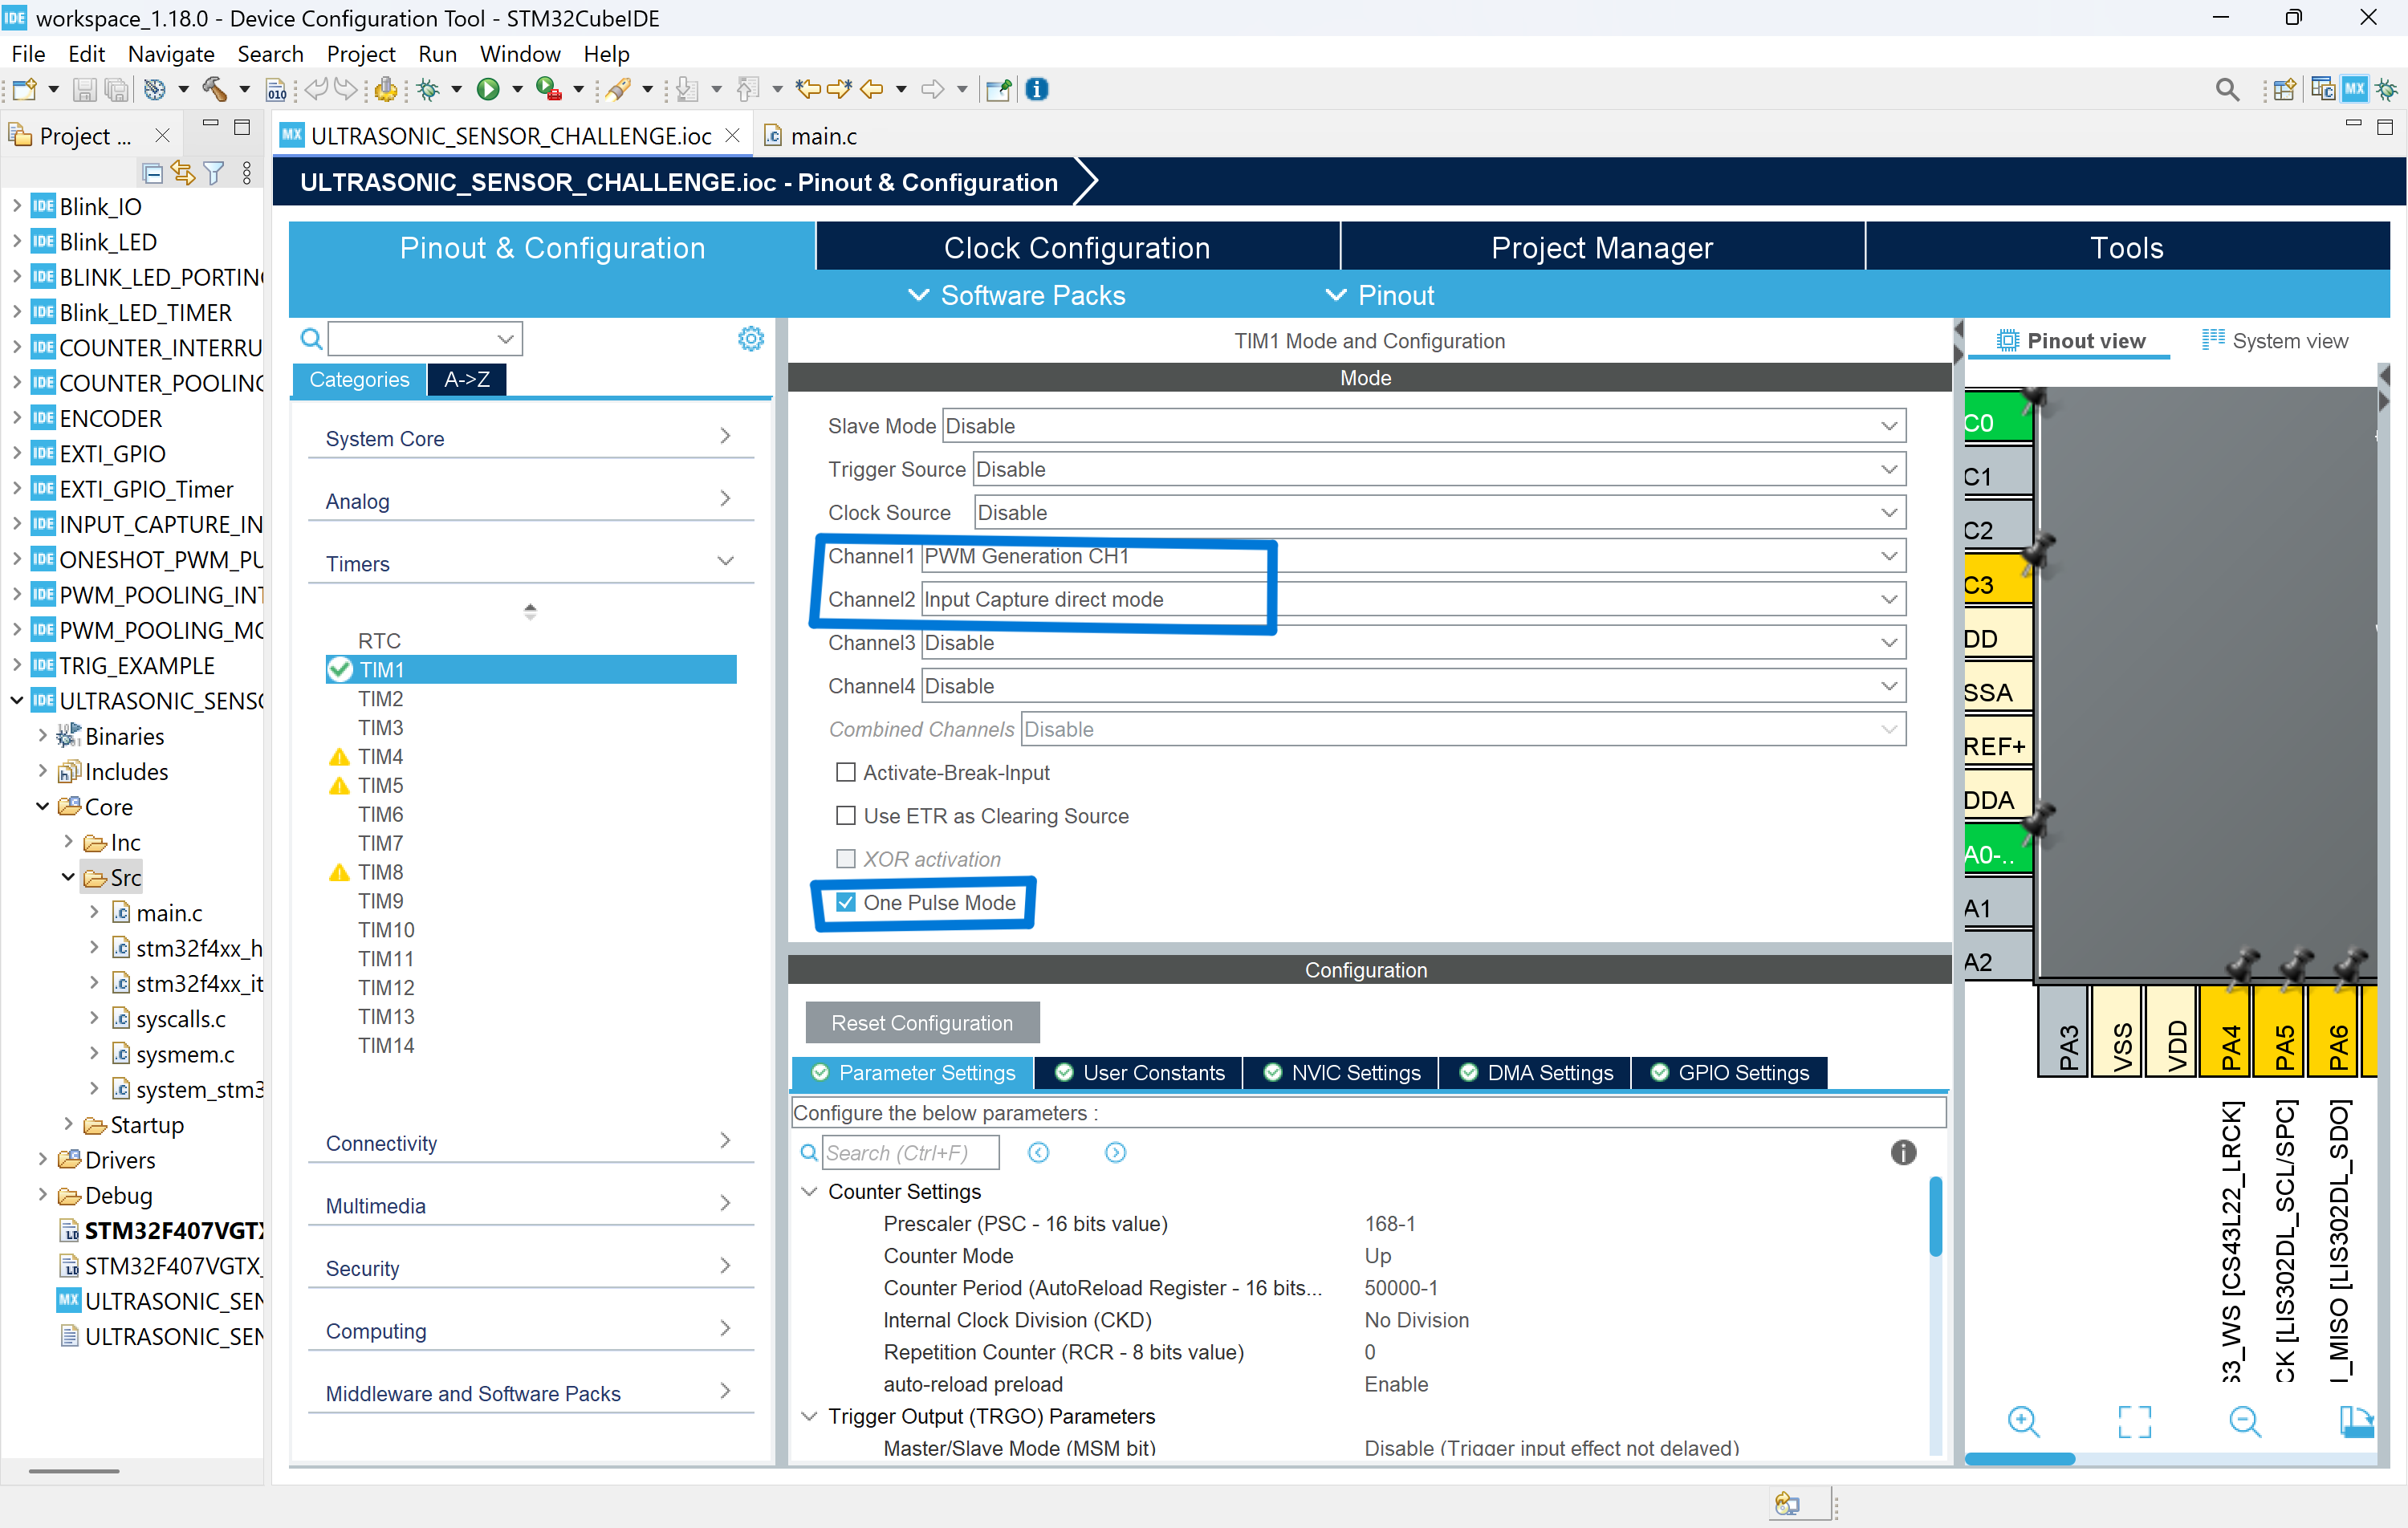 workspace_1.18.0 - Device Configuration Tool - STM32CubeIDE
File Edit Navigate Search Project Run Window Help
Project ...
ULTRASONIC_SENSOR_CHALLENGE.ioc
main.c
ULTRASONIC_SENSOR_CHALLENGE.ioc - Pinout & Configuration
Pinout & Configuration
Clock Configuration
Project Manager
Tools
Software Packs
Pinout
Blink_IO
Blink_LED
BLINK_LED_PORTIN
Blink_LED_TIMER
COUNTER_INTERRU
COUNTER_POOLING
ENCODER
EXTI_GPIO
EXTI_GPIO_Timer
INPUT_CAPTURE_IN
ONESHOT_PWM_PU
PWM_POOLING_INT
PWM_POOLING_MO
TRIG_EXAMPLE
ULTRASONIC_SENSO
Binaries
Includes
Core
Inc
Src
main.c
stm32f4xx_h
stm32f4xx_it
syscalls.c
sysmem.c
system_stm3
Startup
Drivers
Debug
STM32F407VGTX
STM32F407VGTX_
ULTRASONIC_SEN
ULTRASONIC_SEN
Categories
A->Z
System Core
Analog
Timers
RTC
TIM1
TIM2
TIM3
TIM4
TIM5
TIM6
TIM7
TIM8
TIM9
TIM10
TIM11
TIM12
TIM13
TIM14
Connectivity
Multimedia
Security
Computing
Middleware and Software Packs
TIM1 Mode and Configuration
Mode
Slave Mode Disable
Trigger Source Disable
Clock Source Disable
Channel1 PWM Generation CH1
Channel2 Input Capture direct mode
Channel3 Disable
Channel4 Disable
Combined Channels Disable
Activate-Break-Input
Use ETR as Clearing Source
XOR activation
One Pulse Mode
Configuration
Reset Configuration
Parameter Settings
User Constants
NVIC Settings
DMA Settings
GPIO Settings
Configure the below parameters :
Search (Ctrl+F)
Counter Settings
Prescaler (PSC - 16 bits value) 168-1
Counter Mode Up
Counter Period (AutoReload Register - 16 bits... 50000-1
Internal Clock Division (CKD) No Division
Repetition Counter (RCR - 8 bits value) 0
auto-reload preload Enable
Trigger Output (TRGO) Parameters
Master/Slave Mode (MSM bit) Disable (Trigger input effect not delayed)
Pinout view
System view
C0
C1
C2
C3
DD
SSA
REF+
DDA
A0-..
A1
A2
PA3
VSS
VDD
PA4
PA5
PA6
S3_WS [CS43L22_LRCK]
CK [LIS302DL_SCL/SPC]
I_MISO [LIS302DL_SDO]